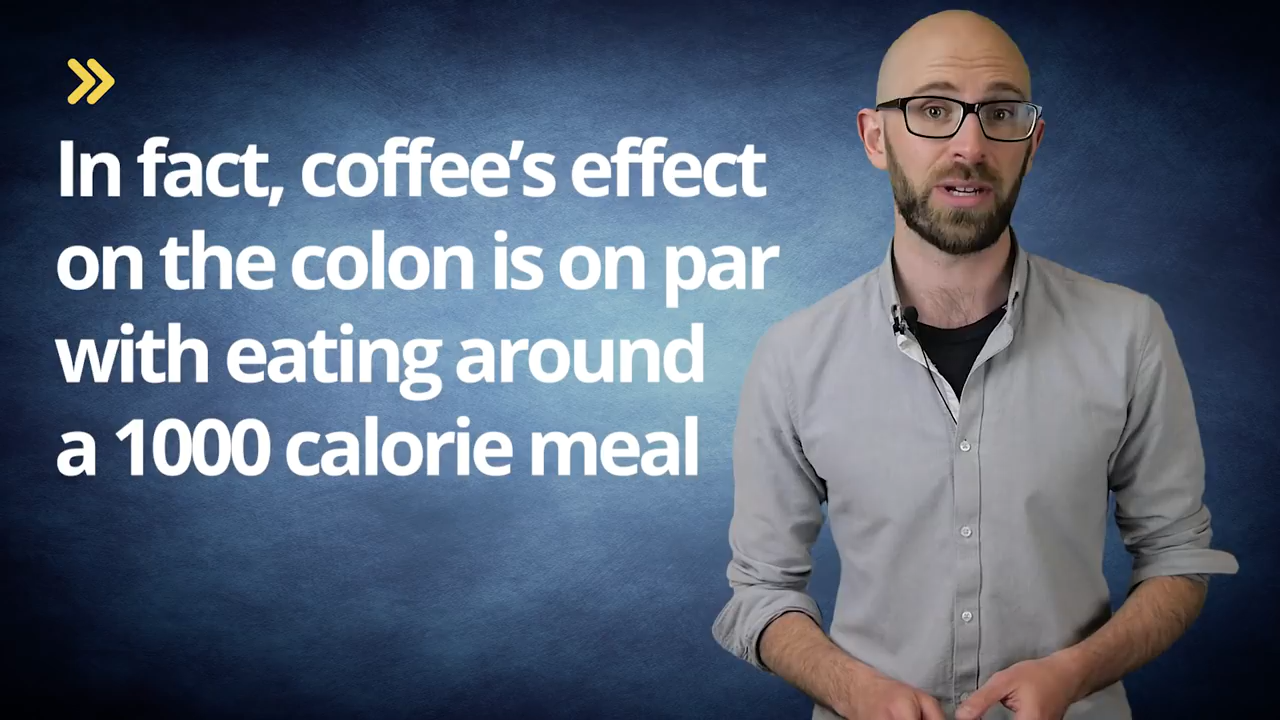 In fact, coffee’s effect
on the colon is on par
with eating around
a 1000 calorie meal